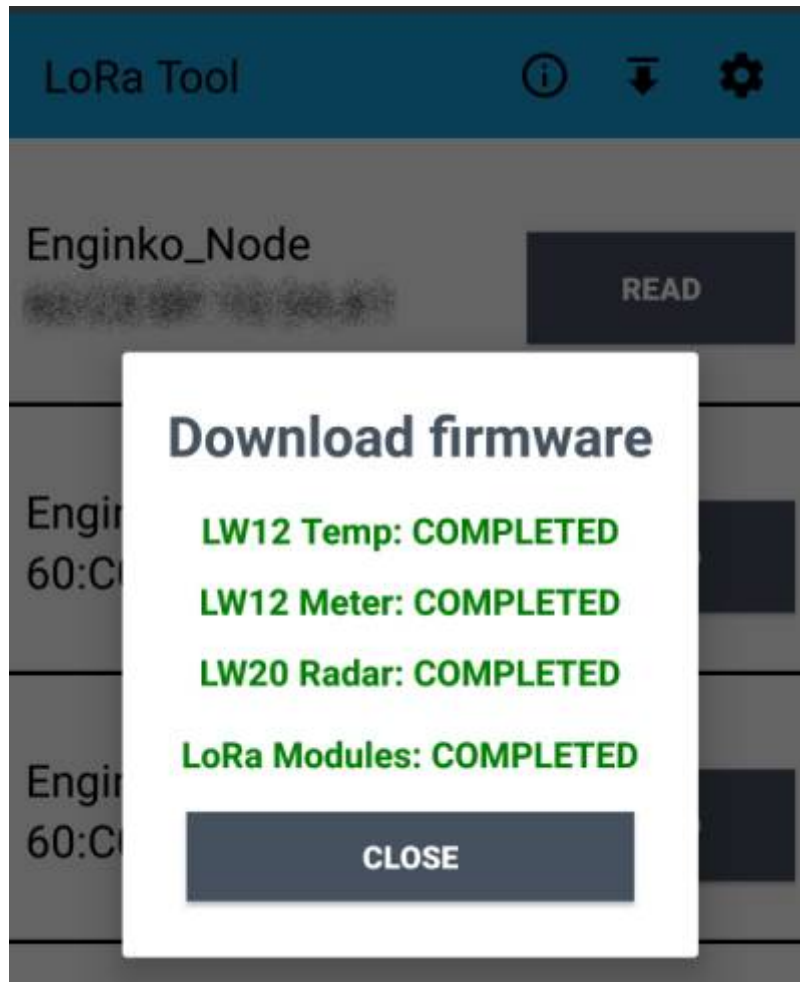 LoRa Tool
Enginko_Node
READ
Download firmware
LW12 Temp: COMPLETED
LW12 Meter: COMPLETED
LW20 Radar: COMPLETED
LoRa Modules: COMPLETED
CLOSE